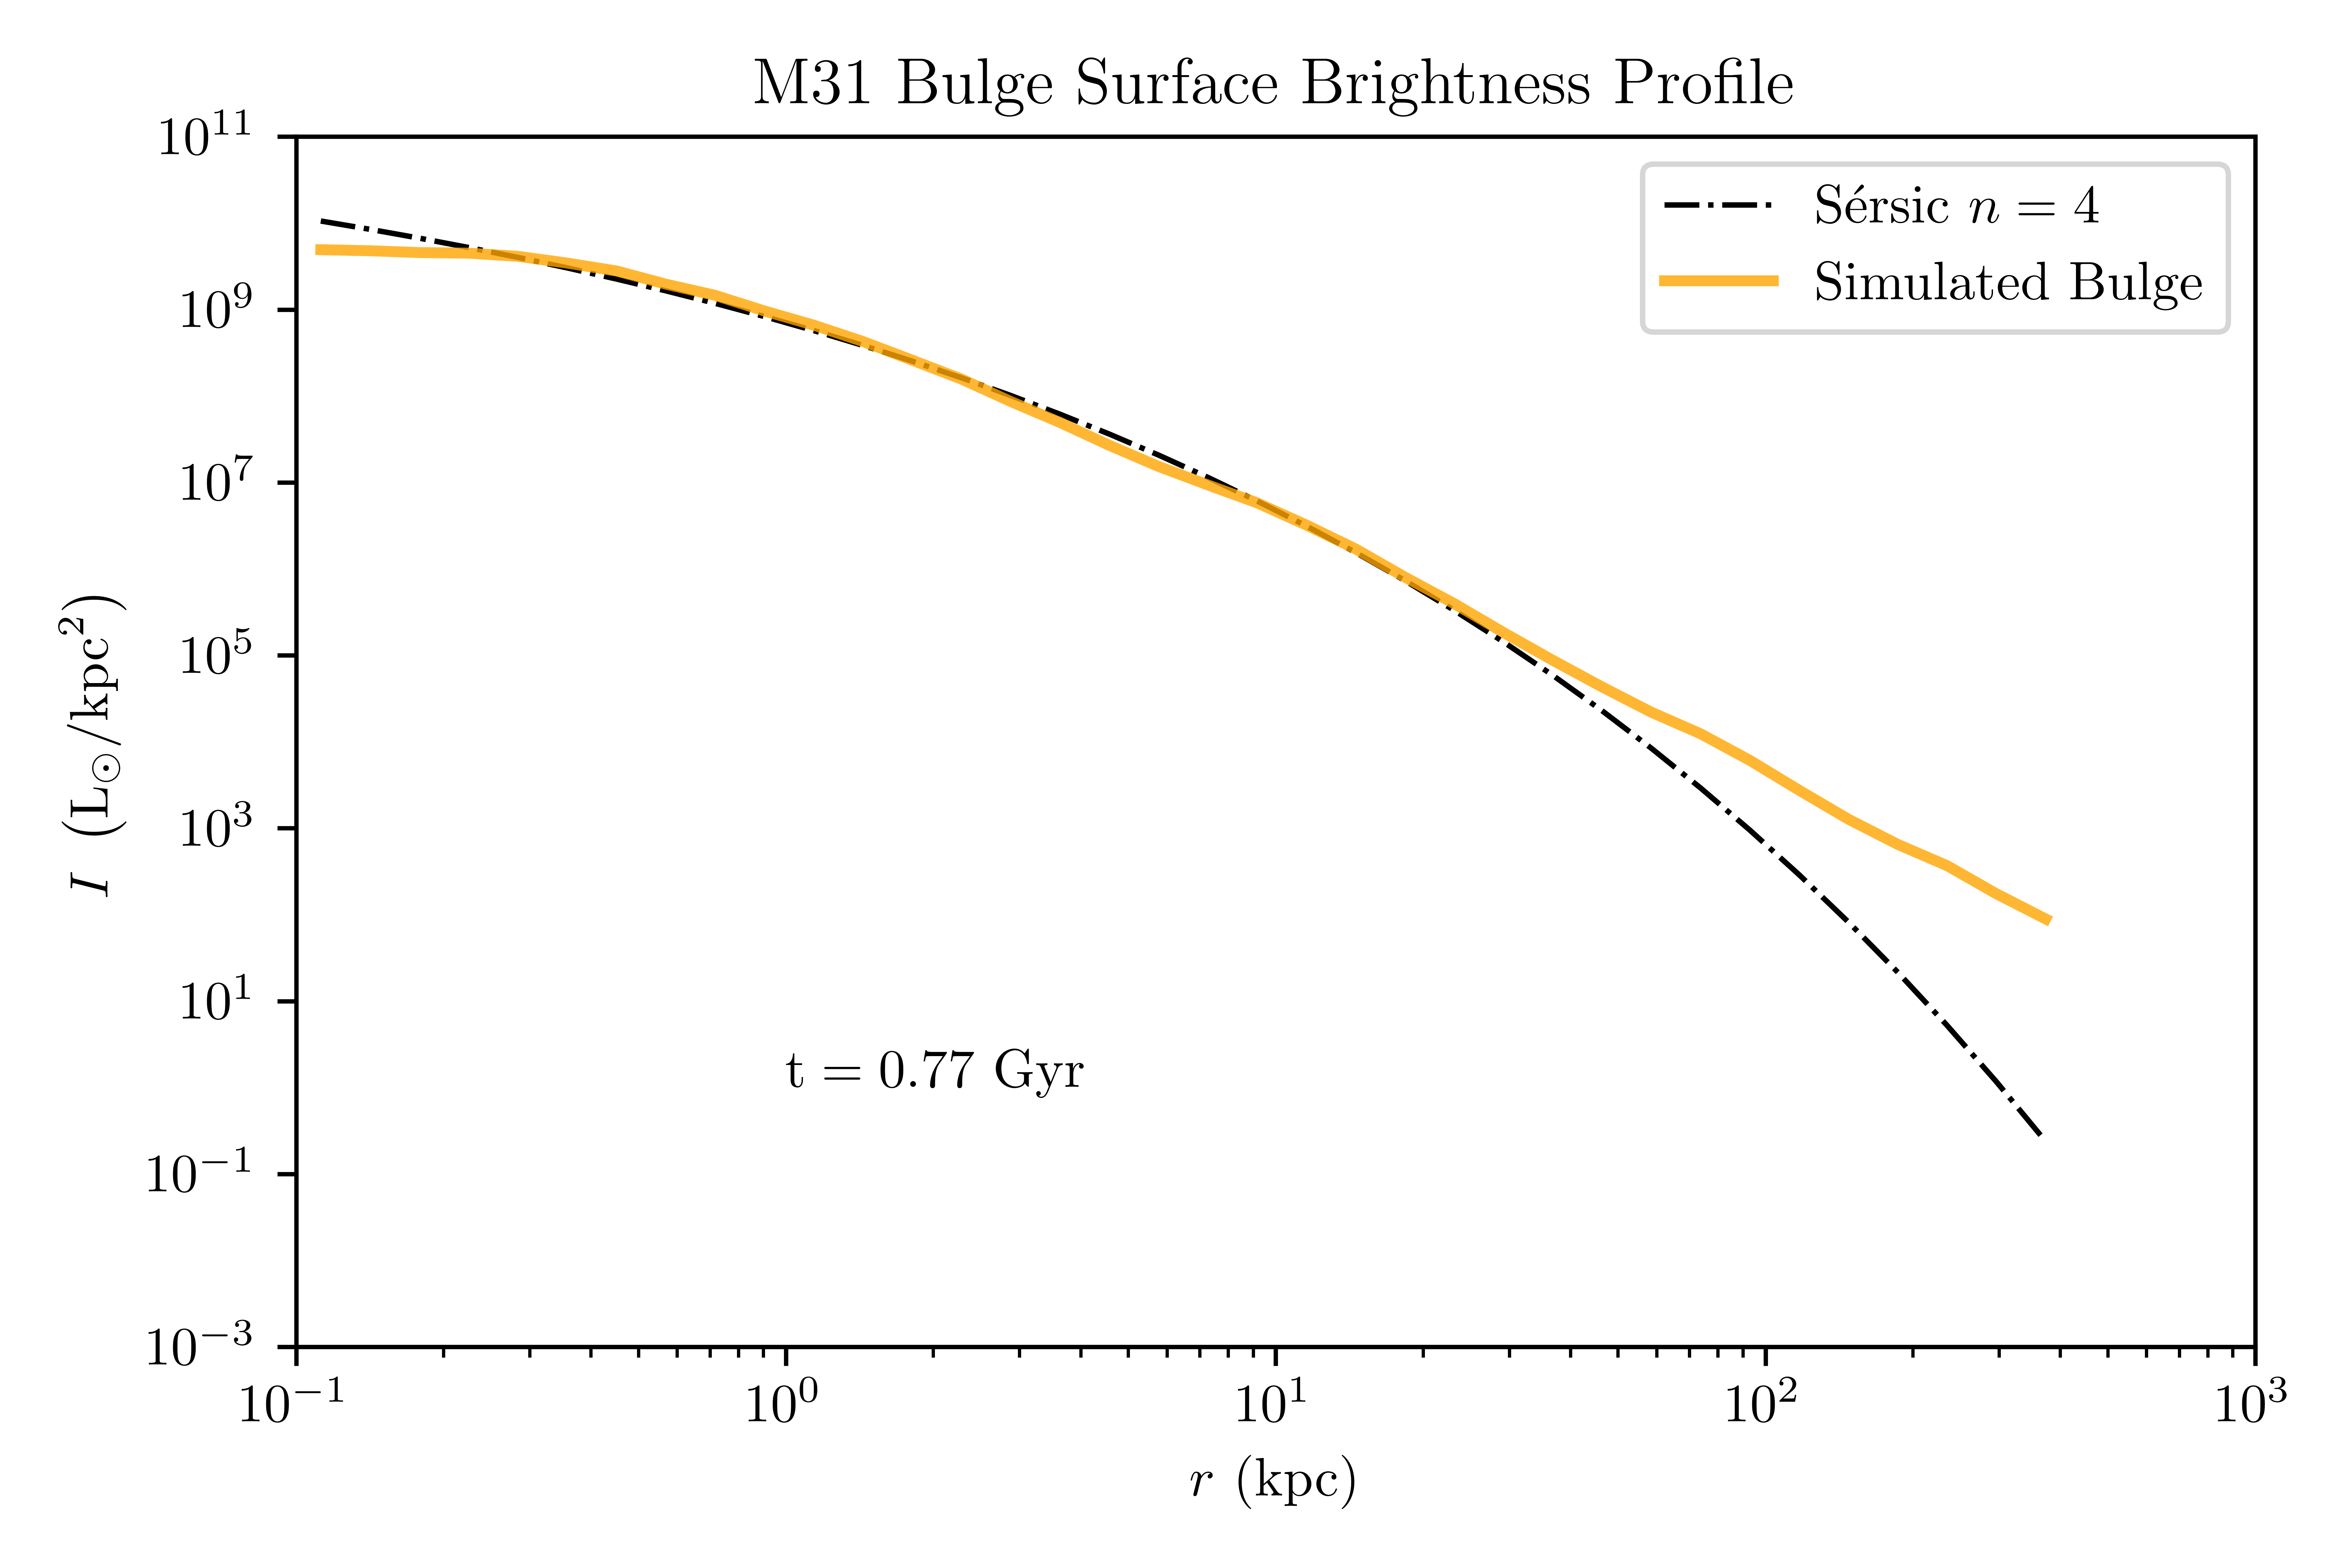 M31 Bulge Surface Brightness Profile
10¹¹
10⁹
10⁷
10⁵
10³
10¹
10⁻¹
10⁻³
I (L⊙/kpc²)
Sérsic n = 4
Simulated Bulge
t = 0.77 Gyr
10⁻¹ 10⁰ 10¹ 10² 10³
r (kpc)